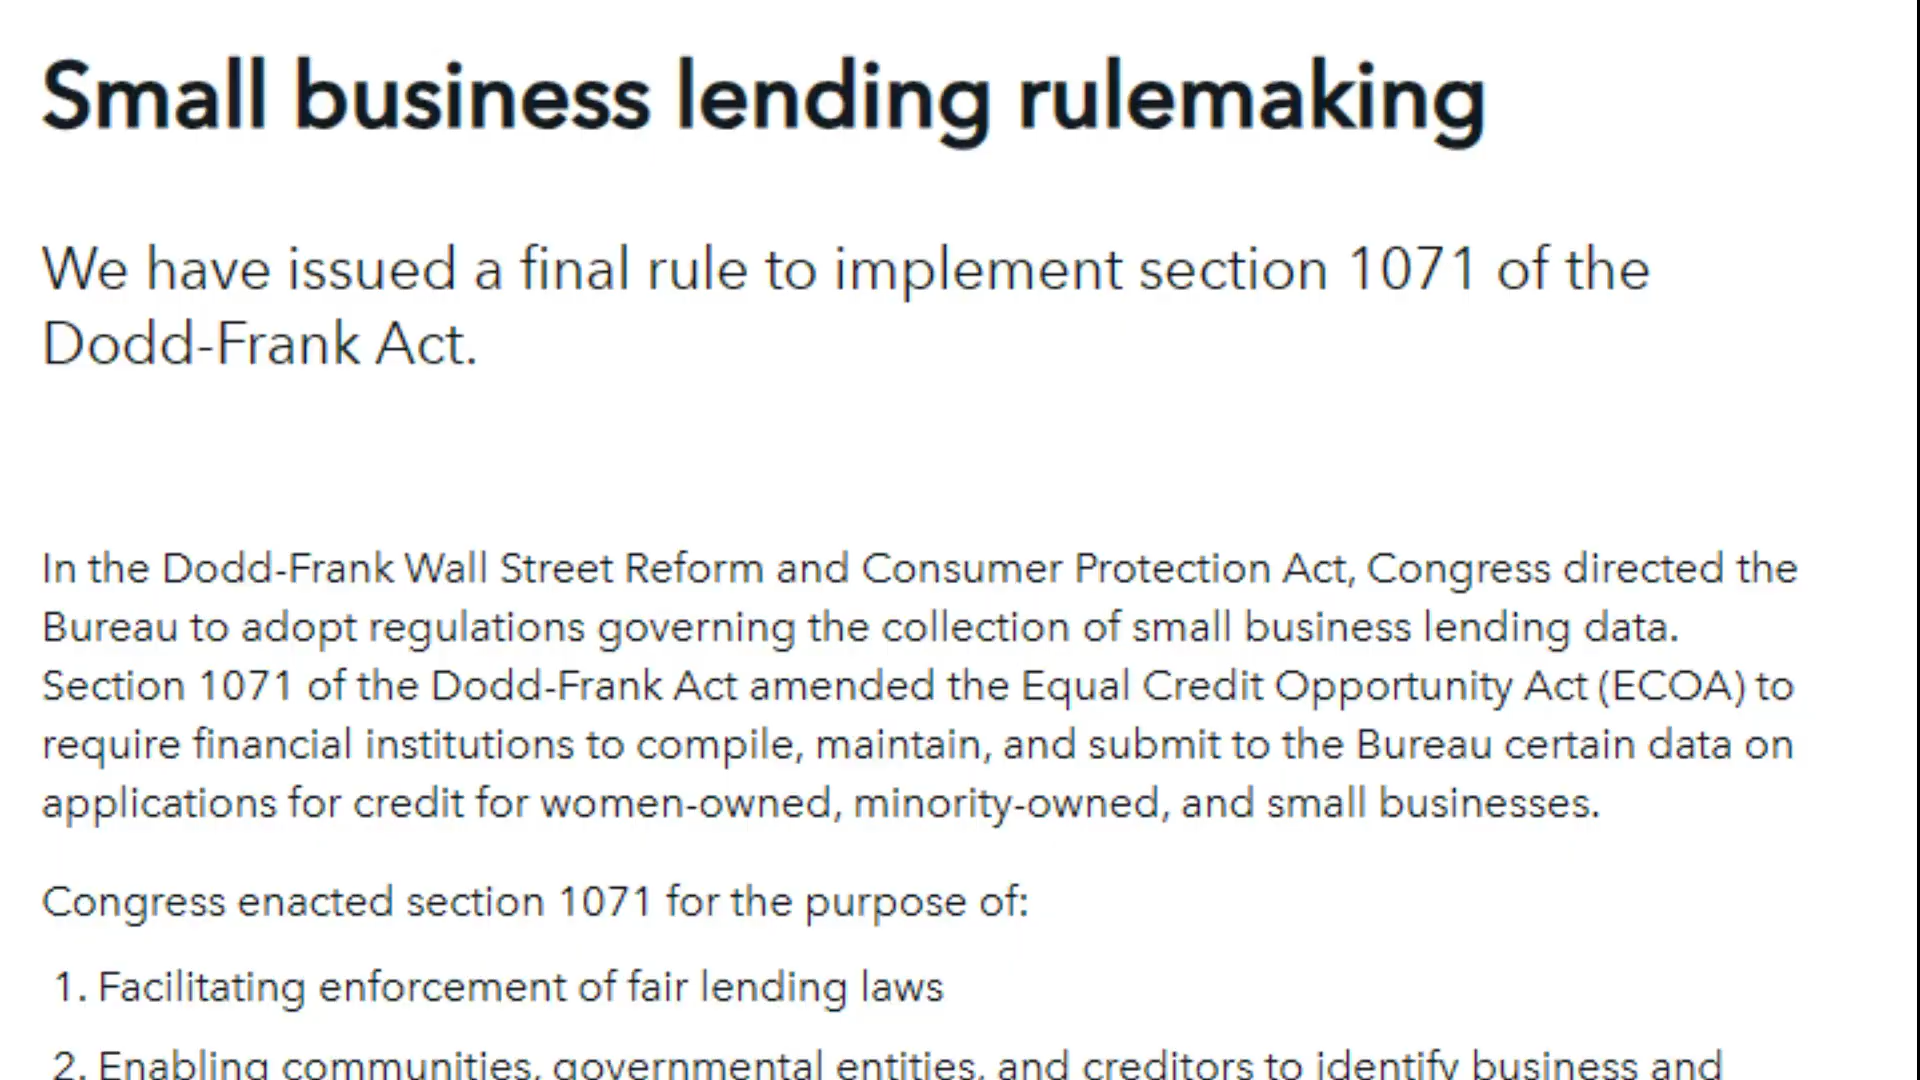 Small business lending rulemaking
We have issued a final rule to implement section 1071 of the
Dodd-Frank Act.
In the Dodd-Frank Wall Street Reform and Consumer Protection Act, Congress directed the
Bureau to adopt regulations governing the collection of small business lending data.
Section 1071 of the Dodd-Frank Act amended the Equal Credit Opportunity Act (ECOA) to
require financial institutions to compile, maintain, and submit to the Bureau certain data on
applications for credit for women-owned, minority-owned, and small businesses.
Congress enacted section 1071 for the purpose of:
1. Facilitating enforcement of fair lending laws
2. Enabling communities, governmental entities, and creditors to identify business and